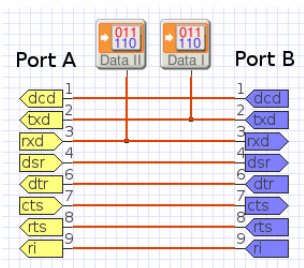 011
110
Data II
011
110
Data I
Port A
Port B
1
dcd
1
dcd
2
txd
2
txd
3
rxd
3
rxd
4
dsr
4
dsr
6
dtr
6
dtr
7
cts
7
cts
8
rts
8
rts
9
ri
9
ri